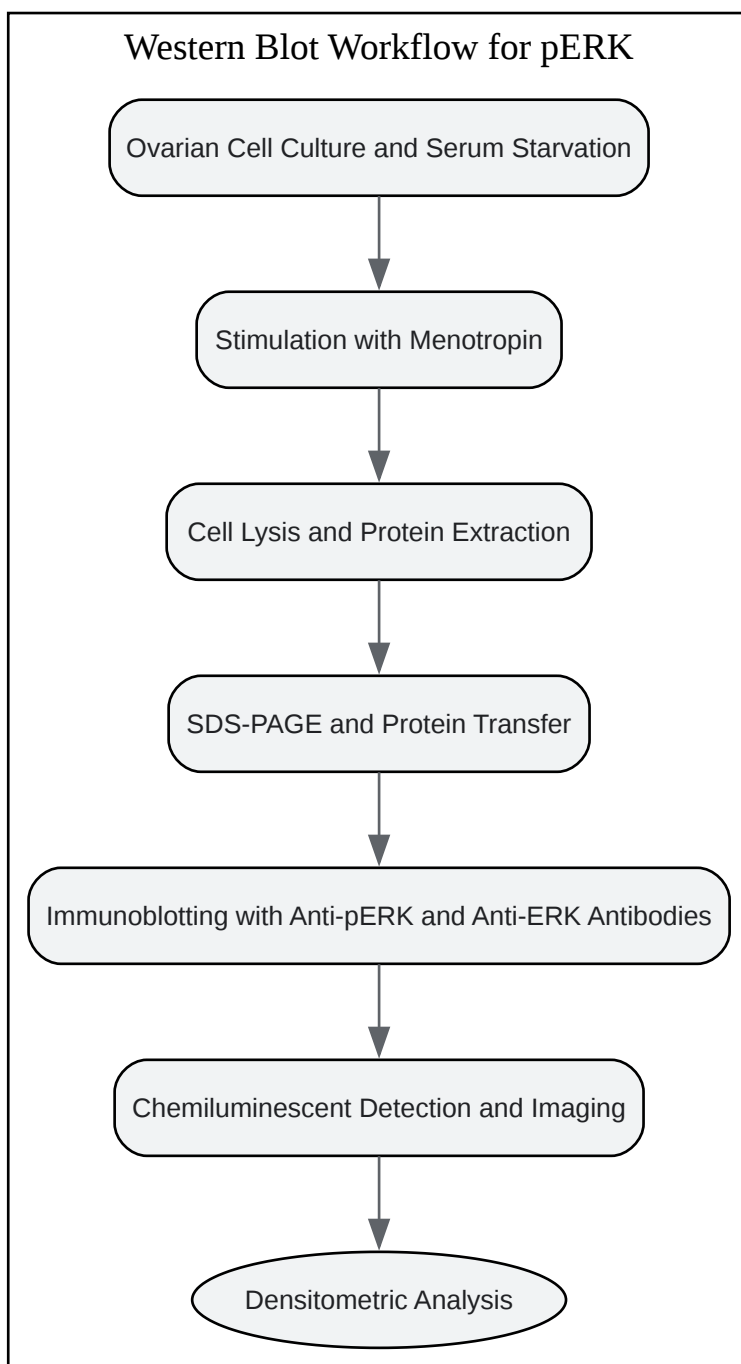 Western Blot Workflow for pERK
Ovarian Cell Culture and Serum Starvation
Stimulation with Menotropin
Cell Lysis and Protein Extraction
SDS-PAGE and Protein Transfer
Immunoblotting with Anti-pERK and Anti-ERK Antibodies
Chemiluminescent Detection and Imaging
Densitometric Analysis